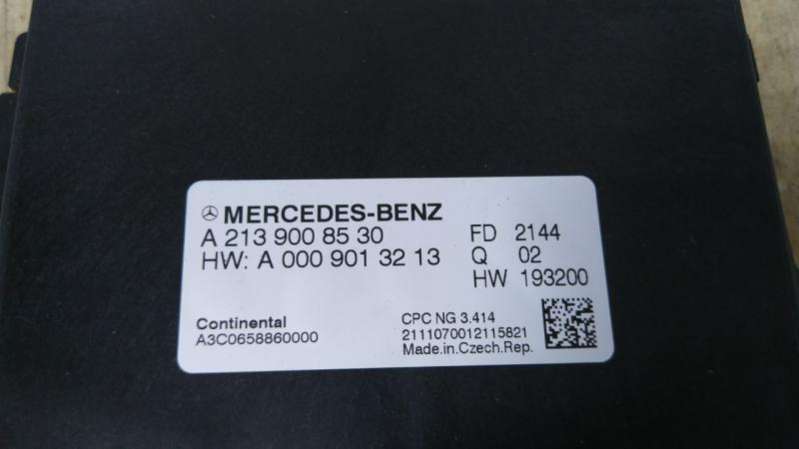 MERCEDES-BENZ
A 213 900 85 30
HW: A 000 901 32 13
FD 2144
Q 02
HW 193200
Continental
A3C0658860000
CPC NG 3.414
2111070012115821
Made.in.Czech.Rep.